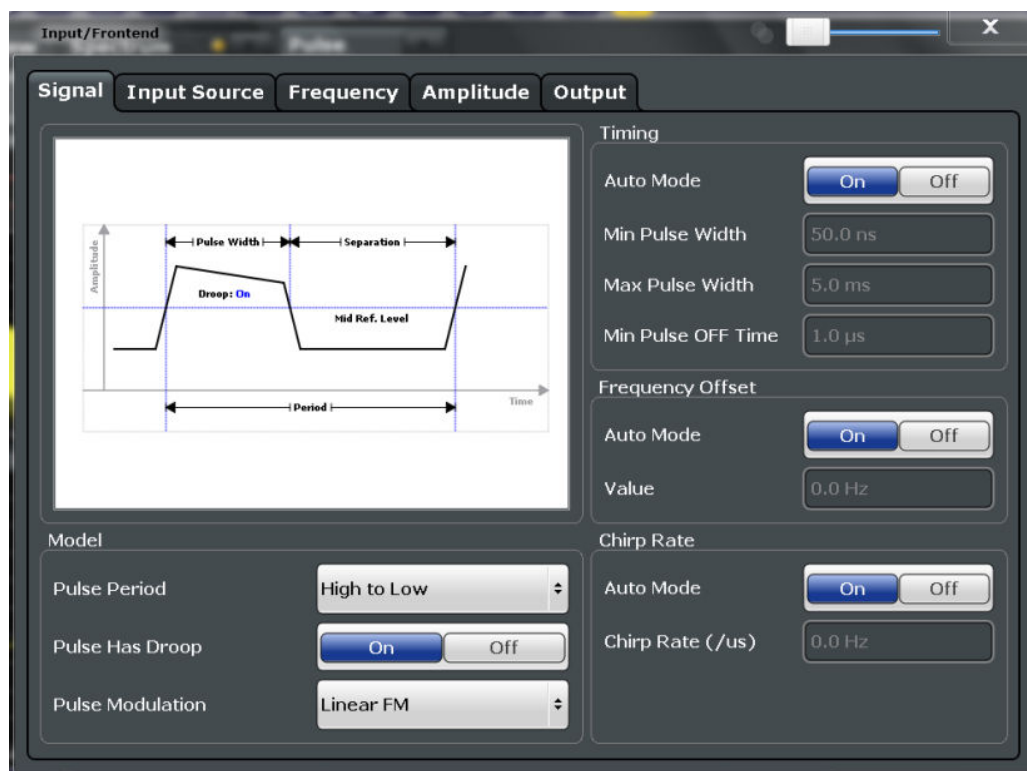 Input/Frontend
Spectrum
Pulse
X
Signal
Input Source
Frequency
Amplitude
Output
Amplitude
Pulse Width
Separation
Droop: On
Mid Ref. Level
Period
Time
Timing
Auto Mode
On
Off
Min Pulse Width
50.0 ns
Max Pulse Width
5.0 ms
Min Pulse OFF Time
1.0 µs
Frequency Offset
Auto Mode
On
Off
Value
0.0 Hz
Model
Pulse Period
High to Low
Pulse Has Droop
On
Off
Pulse Modulation
Linear FM
Chirp Rate
Auto Mode
On
Off
Chirp Rate (/us)
0.0 Hz